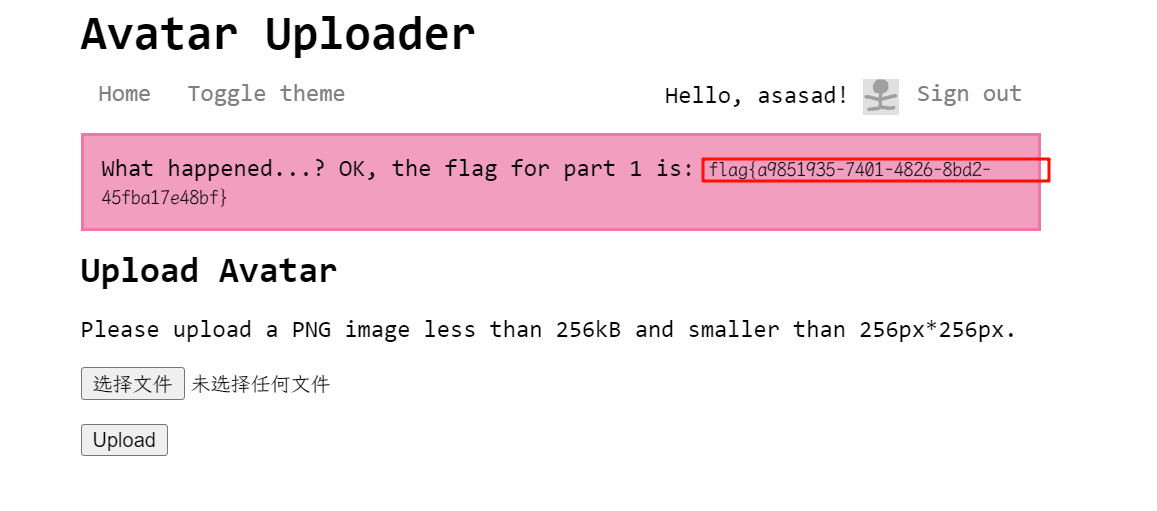 Avatar Uploader
Home Toggle theme Hello, asasad! Sign out
What happened...? OK, the flag for part 1 is: flag{a9851935-7401-4826-8bd2-
45fba17e48bf}
Upload Avatar
Please upload a PNG image less than 256kB and smaller than 256px*256px.
选择文件 未选择任何文件
Upload